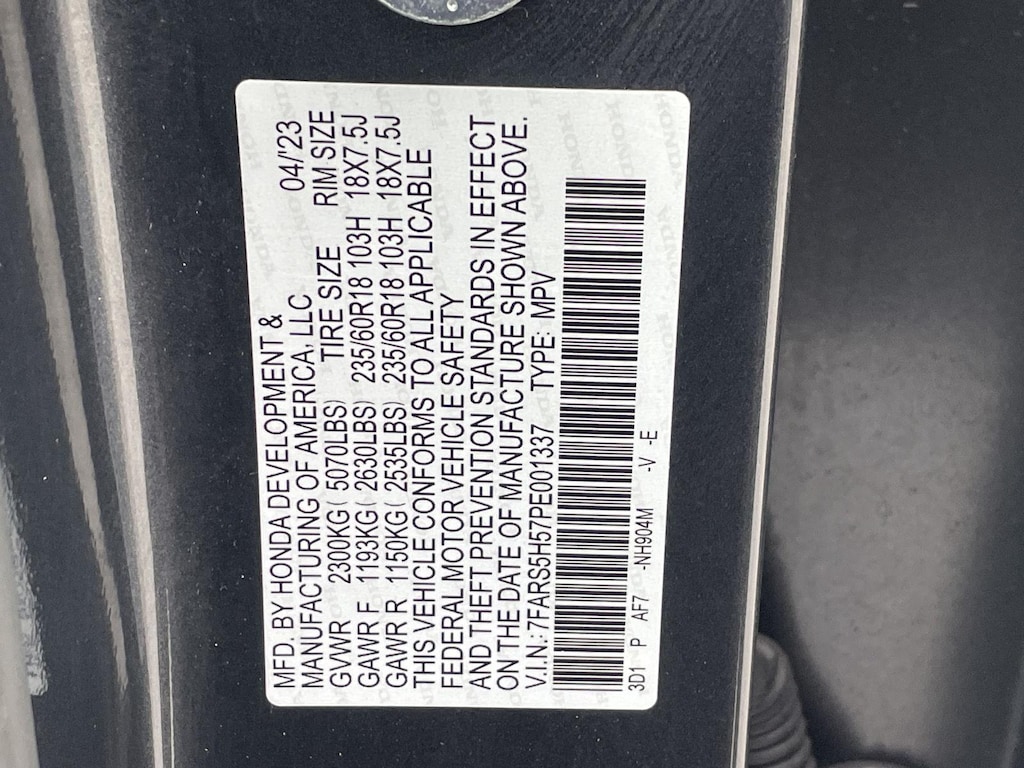 MFD. BY HONDA DEVELOPMENT &
MANUFACTURING OF AMERICA, LLC 04/'23
GVWR 2300KG ( 5070LBS) TIRE SIZE RIM SIZE
GAWR F 1193KG ( 2630LBS) 235/60R18 103H 18X7.5J
GAWR R 1150KG ( 2535LBS) 235/60R18 103H 18X7.5J
THIS VEHICLE CONFORMS TO ALL APPLICABLE
FEDERAL MOTOR VEHICLE SAFETY
AND THEFT PREVENTION STANDARDS IN EFFECT
ON THE DATE OF MANUFACTURE SHOWN ABOVE.
V.I.N.: 7FARS5H57PE001337 TYPE: MPV
3D1 P AF7 -NH904M -V -E